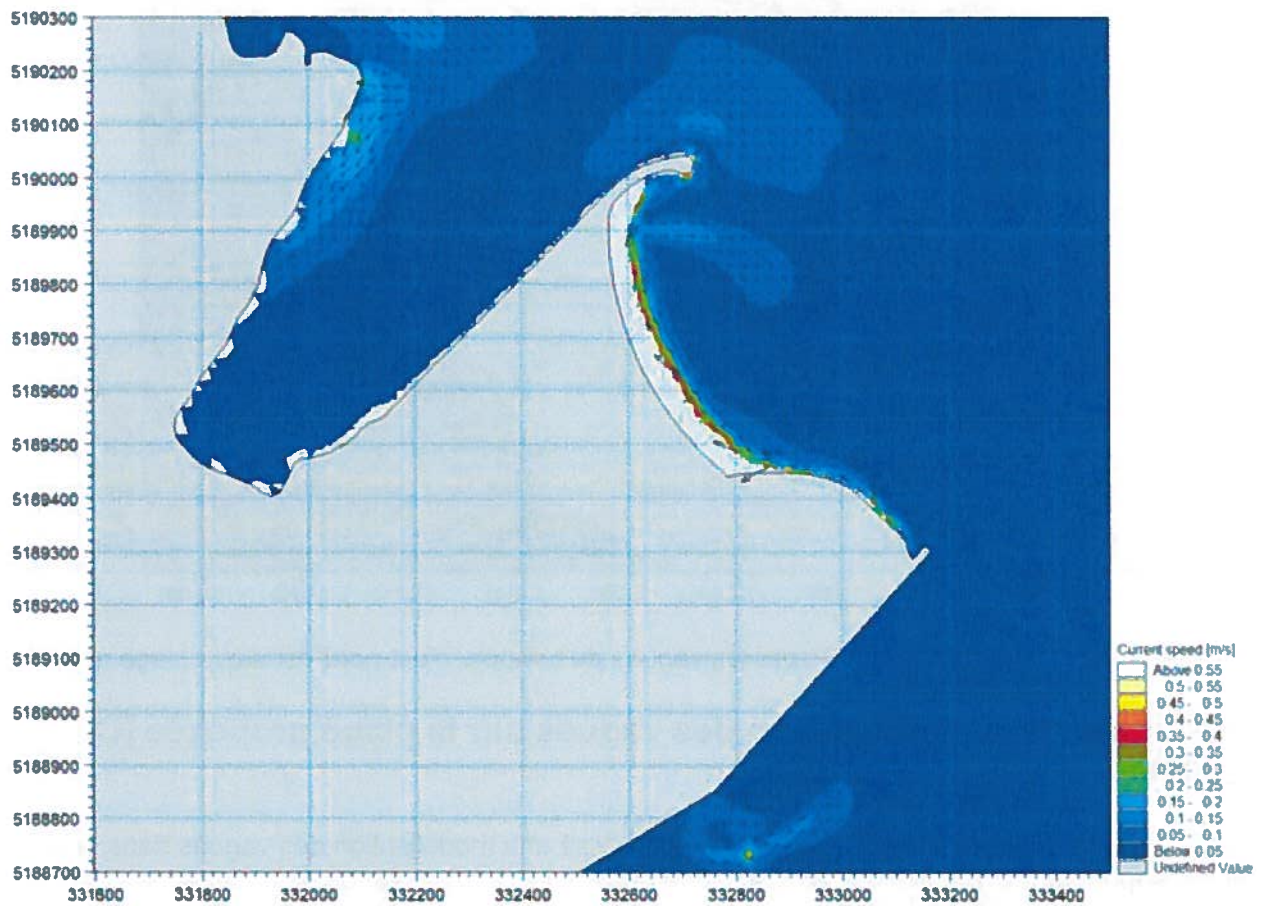 5190300
5190200
5190100
5190000
5189900
5189800
5189700
5189600
5189500
5189400
5189300
5189200
5189100
5189000
5188900
5188800
5188700
331600 331800 332000 332200 332400 332600 332800 333000 333200 333400
Current speed [m/s]
Above 0.55
0.5 - 0.55
0.45 - 0.5
0.4 - 0.45
0.35 - 0.4
0.3 - 0.35
0.25 - 0.3
0.2 - 0.25
0.15 - 0.2
0.1 - 0.15
0.05 - 0.1
Below 0.05
Undefined Value